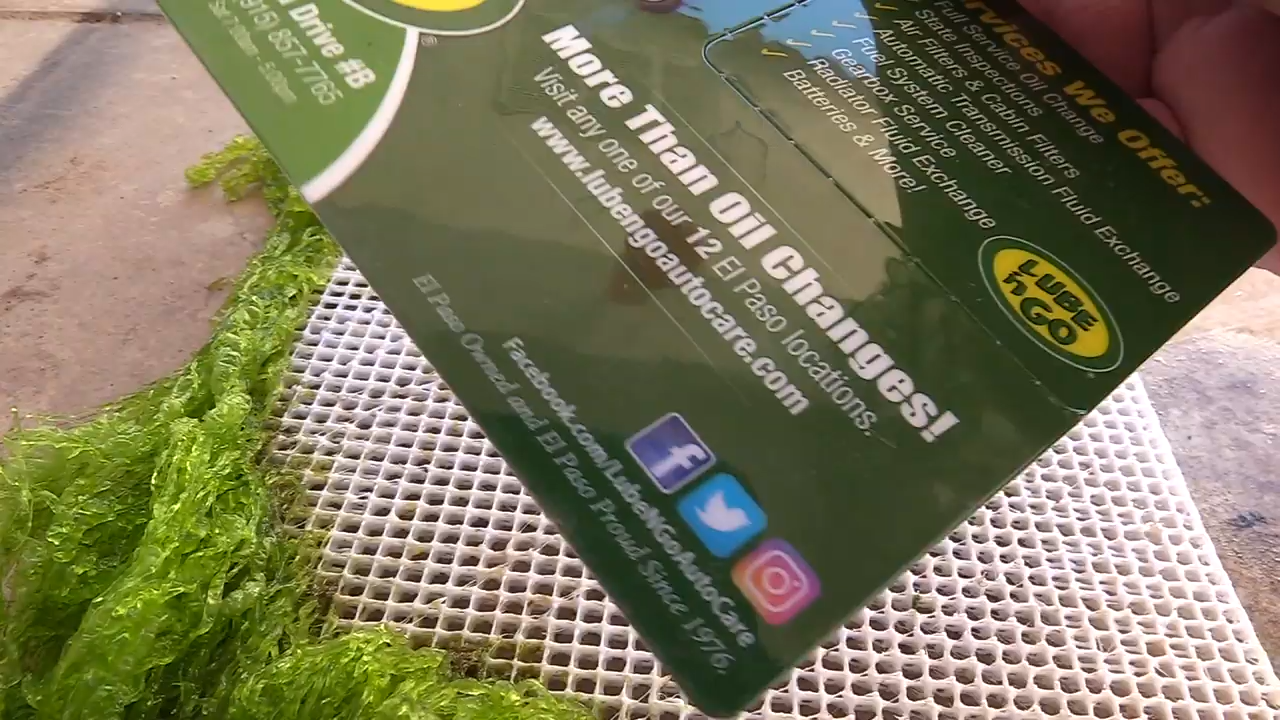 Drive #B
(915) 857-7765
Services We Offer:
Full Service Oil Change
State Inspections
Air Filters & Cabin Filters
Automatic Transmission Fluid Exchange
Fuel System Cleaner
Gearbox Service
Radiator Fluid Exchange
Batteries & More!
LUBE
n GO
More Than Oil Changes!
Visit any one of our 12 El Paso locations.
www.lubengoautocare.com
Facebook.com/LubeNGoAutoCare
El Paso Owned and El Paso Proud Since 1976.